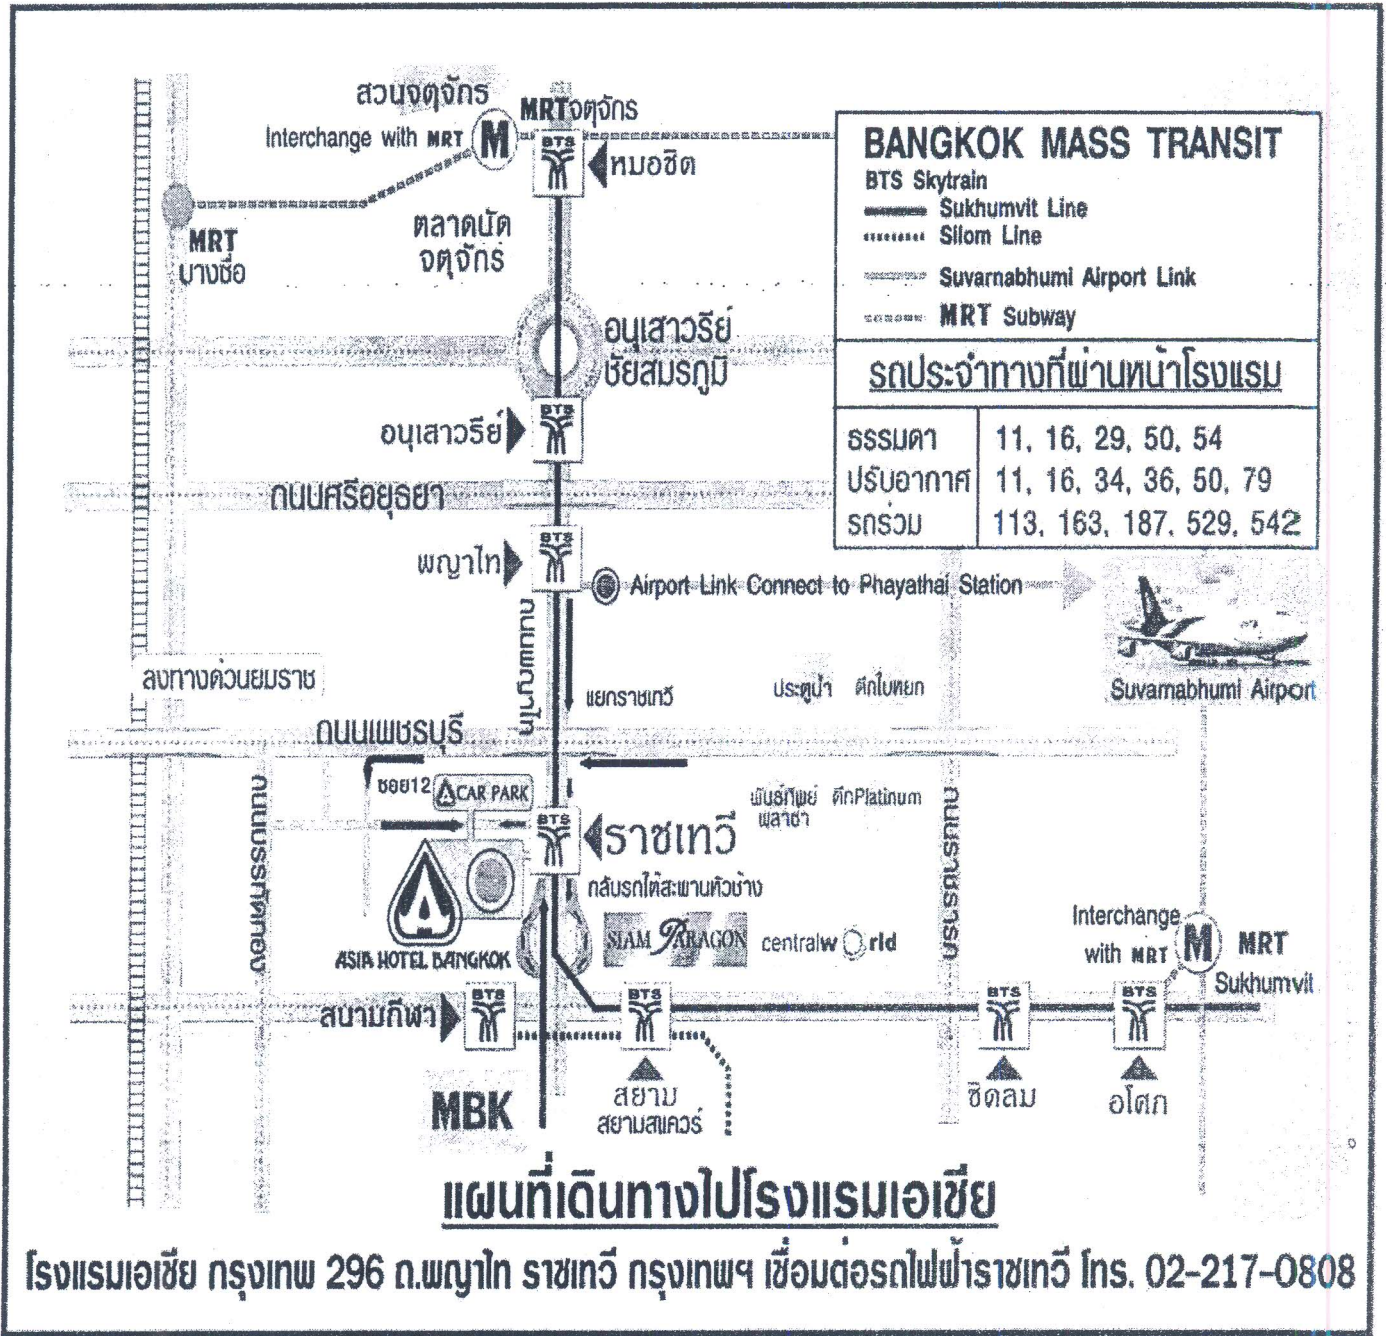 สวนจตุจักร
MRTจตุจักร
Interchange with MRT
M
BTS
หมอชิต
MRT
บางซื่อ
ตลาดนัด
จตุจักร
BANGKOK MASS TRANSIT
BTS Skytrain
Sukhumvit Line
Silom Line
Suvarnabhumi Airport Link
MRT Subway
รถประจำทางที่ผ่านหน้าโรงแรม
ธรรมดา 11, 16, 29, 50, 54
ปรับอากาศ 11, 16, 34, 36, 50, 79
รถร่วม 113, 163, 187, 529, 542
อนุเสาวรีย์
ชัยสมรภูมิ
อนุเสาวรีย์
BTS
ถนนศรีอยุธยา
พญาไท
BTS
Airport Link Connect to Phayathai Station
Suvarnabhumi Airport
ถนนพญาไท
ลงทางด่วนยมราช
แยกราชเทวี
ประตูน้ำ ตึกใบหยก
ถนนเพชรบุรี
ซอย12
CAR PARK
พันธ์ทิพย์ ตึกPlatinum
พลาซ่า
BTS
ราชเทวี
ถนนบรรทัดทอง
ถนนราชดำริ
กลับรถใต้สะพานหัวช้าง
ASIA HOTEL BANGKOK
SIAM PARAGON
centralworld
Interchange
with MRT
M
MRT
Sukhumvit
สนามกีฬา
BTS
BTS
BTS
BTS
MBK
สยาม
สยามสแควร์
ชิดลม
อโศก
แผนที่เดินทางไปโรงแรมเอเชีย
โรงแรมเอเชีย กรุงเทพ 296 ถ.พญาไท ราชเทวี กรุงเทพฯ เชื่อมต่อรถไฟฟ้าราชเทวี โทร. 02-217-0808